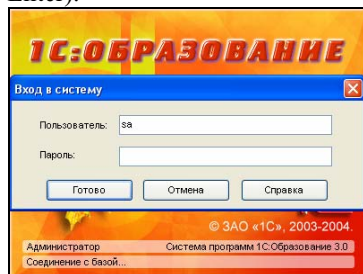 1С:ОБРАЗОВАНИЕ
Вход в систему
Пользователь: sa
Пароль:
Готово Отмена Справка
© ЗАО «1С», 2003-2004.
Администратор Система программ 1С:Образование 3.0
Соединение с базой...